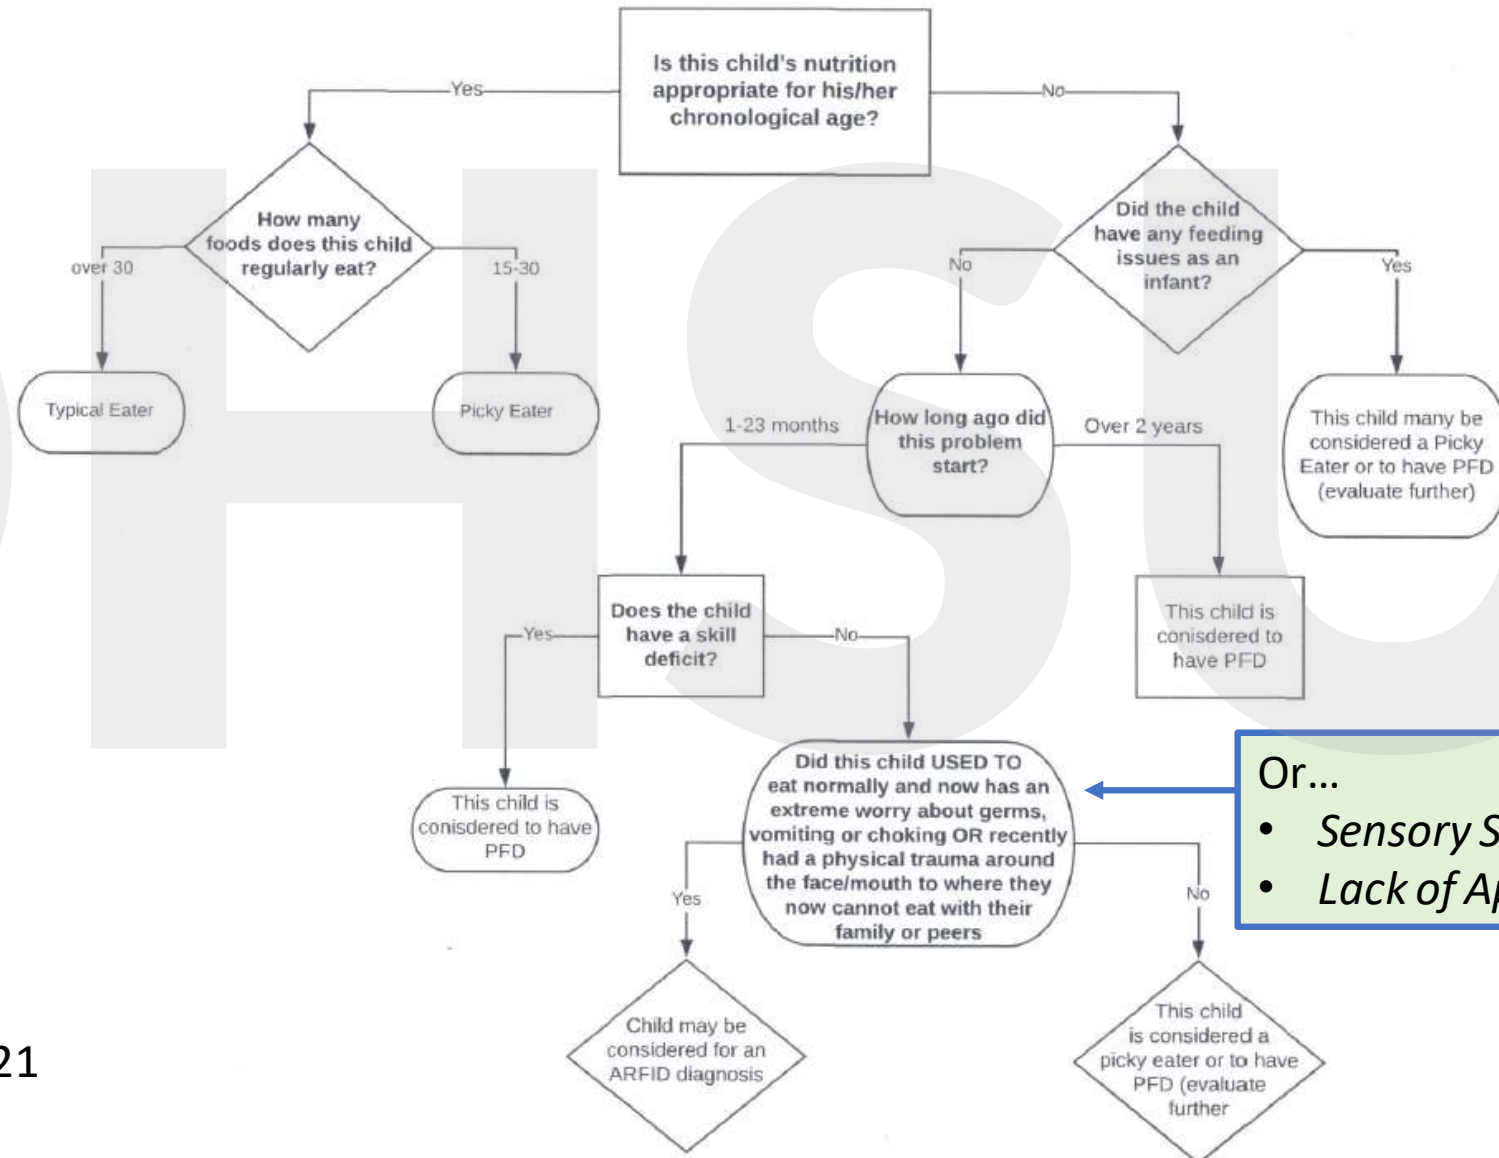 Is this child's nutrition
appropriate for his/her
chronological age?
Yes
No
How many
foods does this child
regularly eat?
over 30
15-30
Did the child
have any feeding
issues as an
infant?
No
Yes
Typical Eater
Picky Eater
How long ago did
this problem
start?
1-23 months
Over 2 years
This child many be
considered a Picky
Eater or to have PFD
(evaluate further)
Does the child
have a skill
deficit?
Yes
No
This child is
conisdered to
have PFD
This child is
conisdered to have
PFD
Did this child USED TO
eat normally and now has an
extreme worry about germs,
vomiting or choking OR recently
had a physical trauma around
the face/mouth to where they
now cannot eat with their
family or peers
Or...
• Sensory S
• Lack of Ap
Yes
No
Child may be
considered for an
ARFID diagnosis
This child
is considered a
picky eater or to have
PFD (evaluate
further
21
OHSU